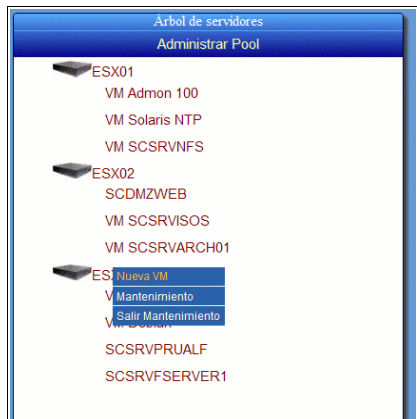 Árbol de servidores
Administrar Pool
ESX01
VM Admon 100
VM Solaris NTP
VM SCSRVNFS
ESX02
SCDMZWEB
VM SCSRVISOS
VM SCSRVARCH01
Nueva VM
Mantenimiento
Salir Mantenimiento
SCSRVPRUALF
SCSRVFSERVER1